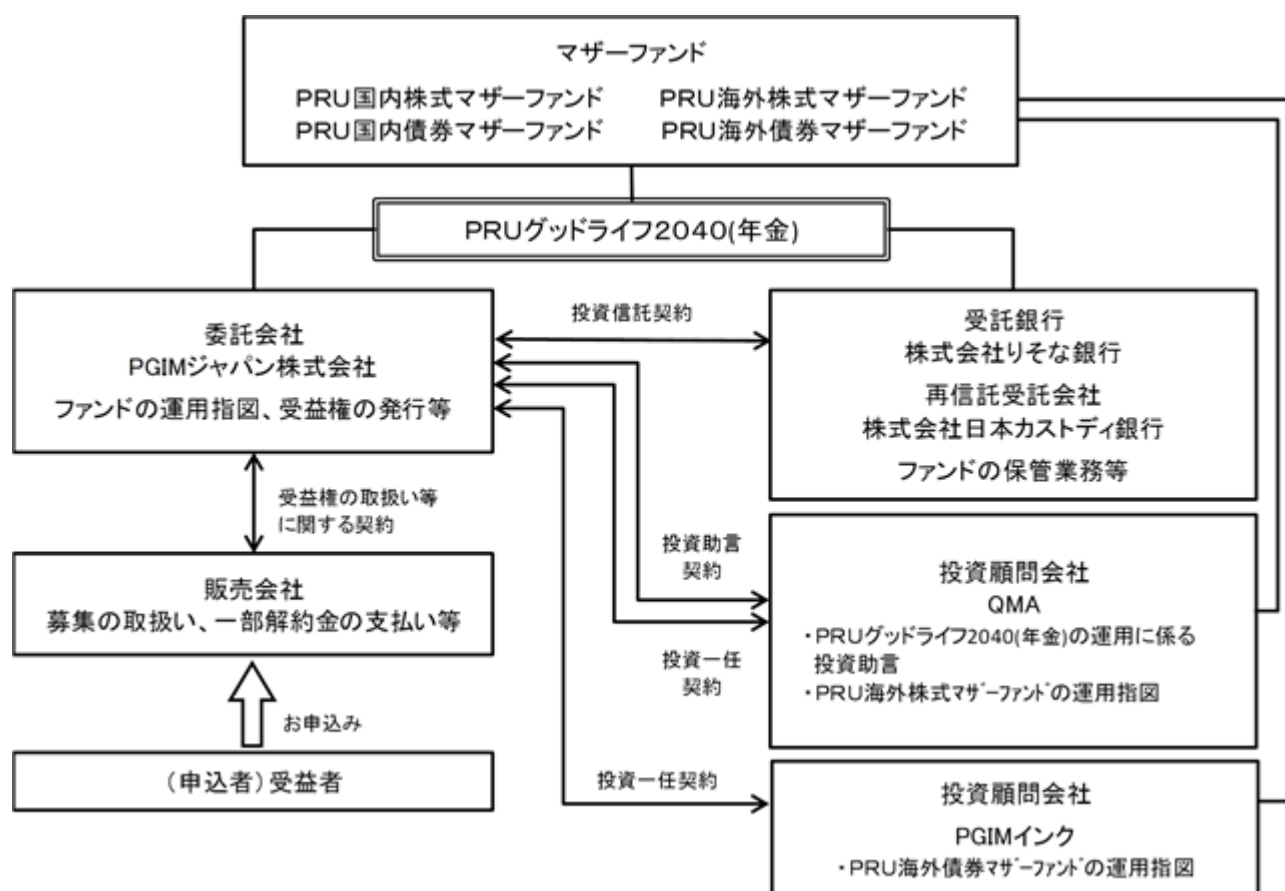 マザーファンド
PRU国内株式マザーファンド PRU海外株式マザーファンド
PRU国内債券マザーファンド PRU海外債券マザーファンド
PRUグッドライフ2040(年金)
委託会社
PGIMジャパン株式会社
ファンドの運用指図、受益権の発行等
投資信託契約
受託銀行
株式会社りそな銀行
再信託受託会社
株式会社日本カストディ銀行
ファンドの保管業務等
受益権の取扱い等
に関する契約
販売会社
募集の取扱い、一部解約金の支払い等
お申込み
(申込者)受益者
投資助言
契約
投資一任
契約
投資顧問会社
QMA
・PRUグッドライフ2040(年金)の運用に係る
投資助言
・PRU海外株式マザーファンドの運用指図
投資一任契約
投資顧問会社
PGIMインク
・PRU海外債券マザーファンドの運用指図